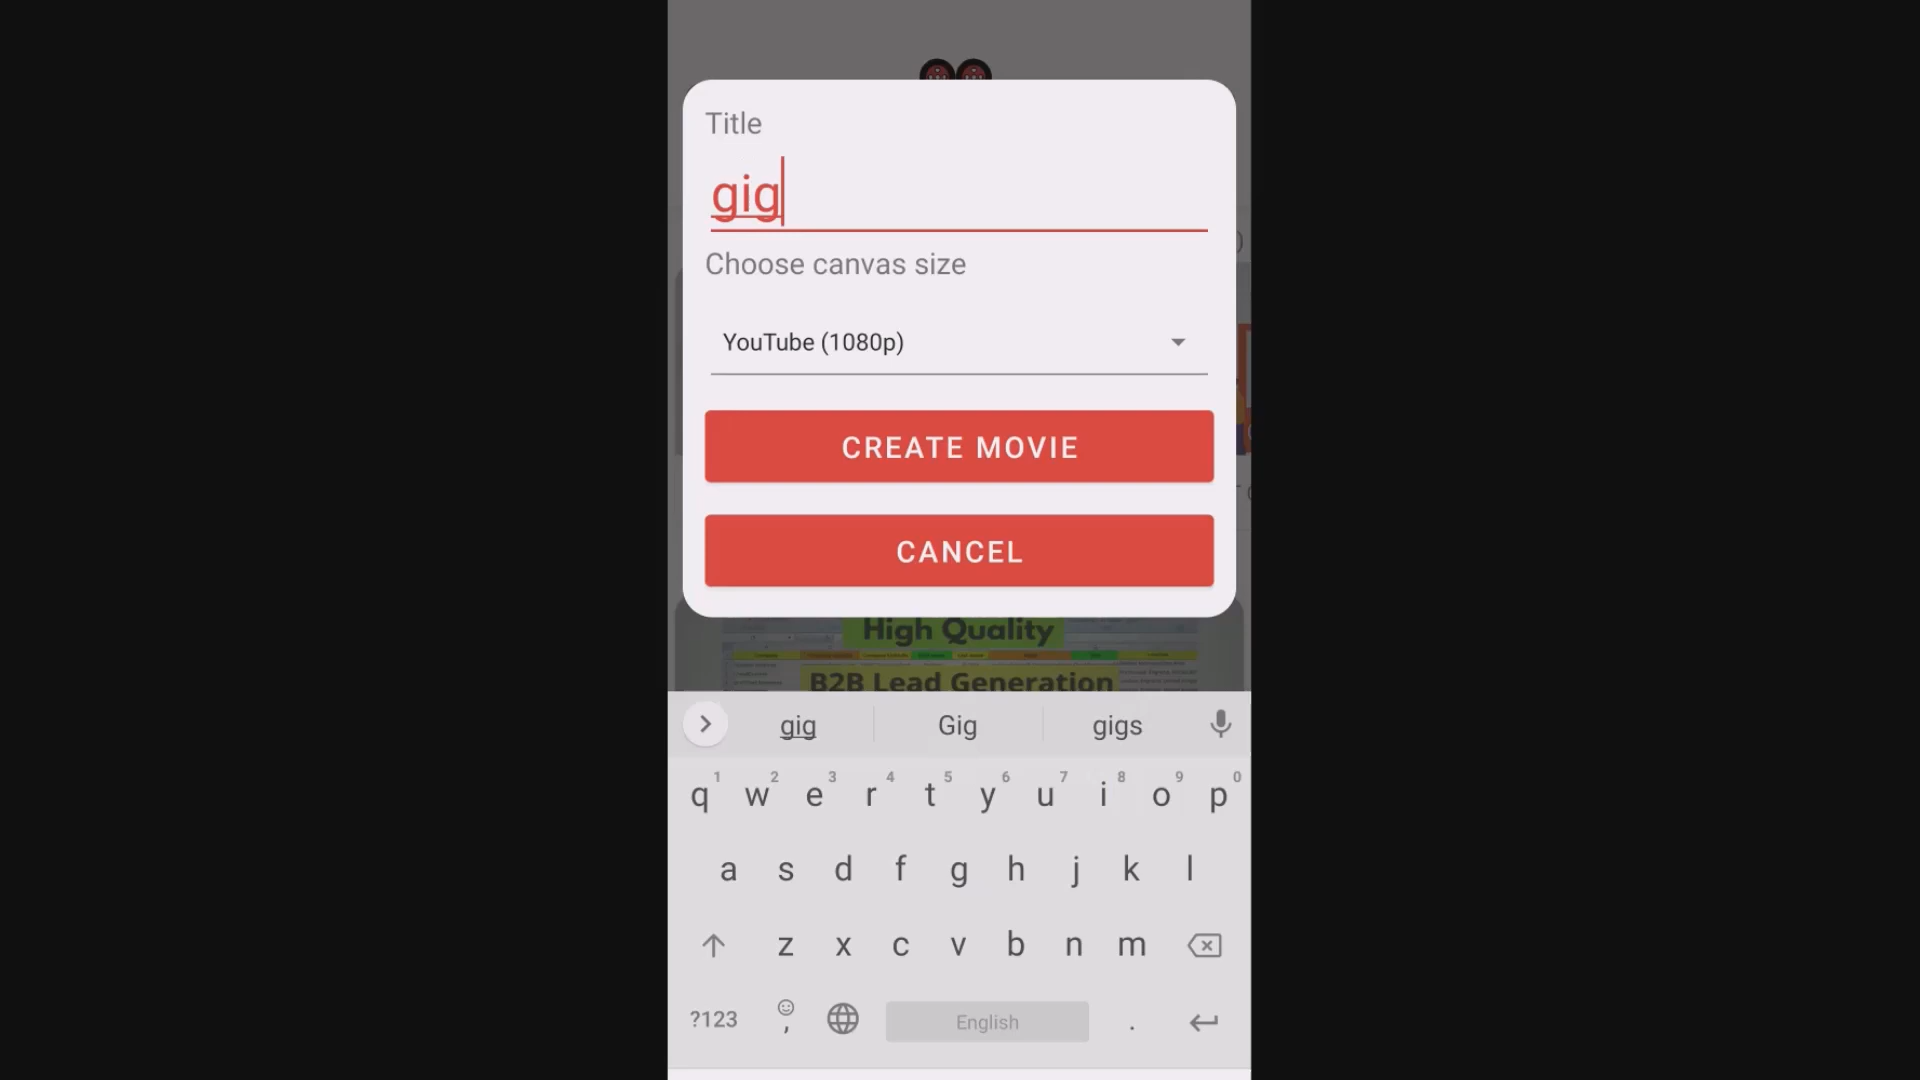 Title
gig
Choose canvas size
YouTube (1080p)
CREATE MOVIE
CANCEL
High Quality
B2B Lead Generation
gig Gig gigs
1 2 3 4 5 6 7 8 9 0
q w e r t y u i o p
a s d f g h j k l
z x c v b n m
?123 , English .